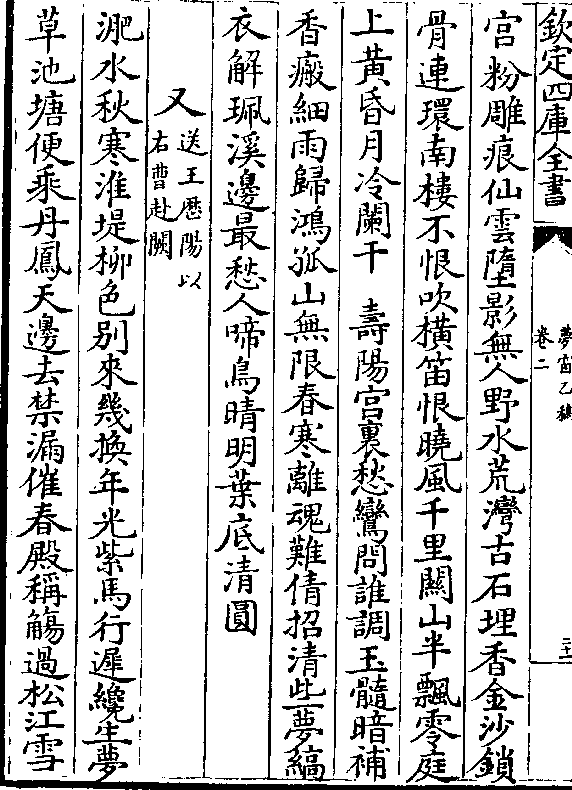 欽定四庫全書
夢窗乙稿
卷二
宮粉雕痕仙雲墮影無人野水荒灣古石埋香金沙鎖
骨連環南樓不恨吹橫笛恨曉風千里關山半飄零庭
上黃昏月冷闌干　壽陽宮裏愁鸞問誰調玉髓暗補
香瘢細雨歸鴻孤山無限春寒離魂難倩招清些夢縞
衣解珮溪邊最愁人啼鳥晴明葉底清圓
又送王歷陽以
右曹赴闕
淝水秋寒淮堤柳色別來幾換年光紫馬行遲纔生夢
草池塘便乘丹鳳天邊去禁漏催春殿稱觴過松江雪